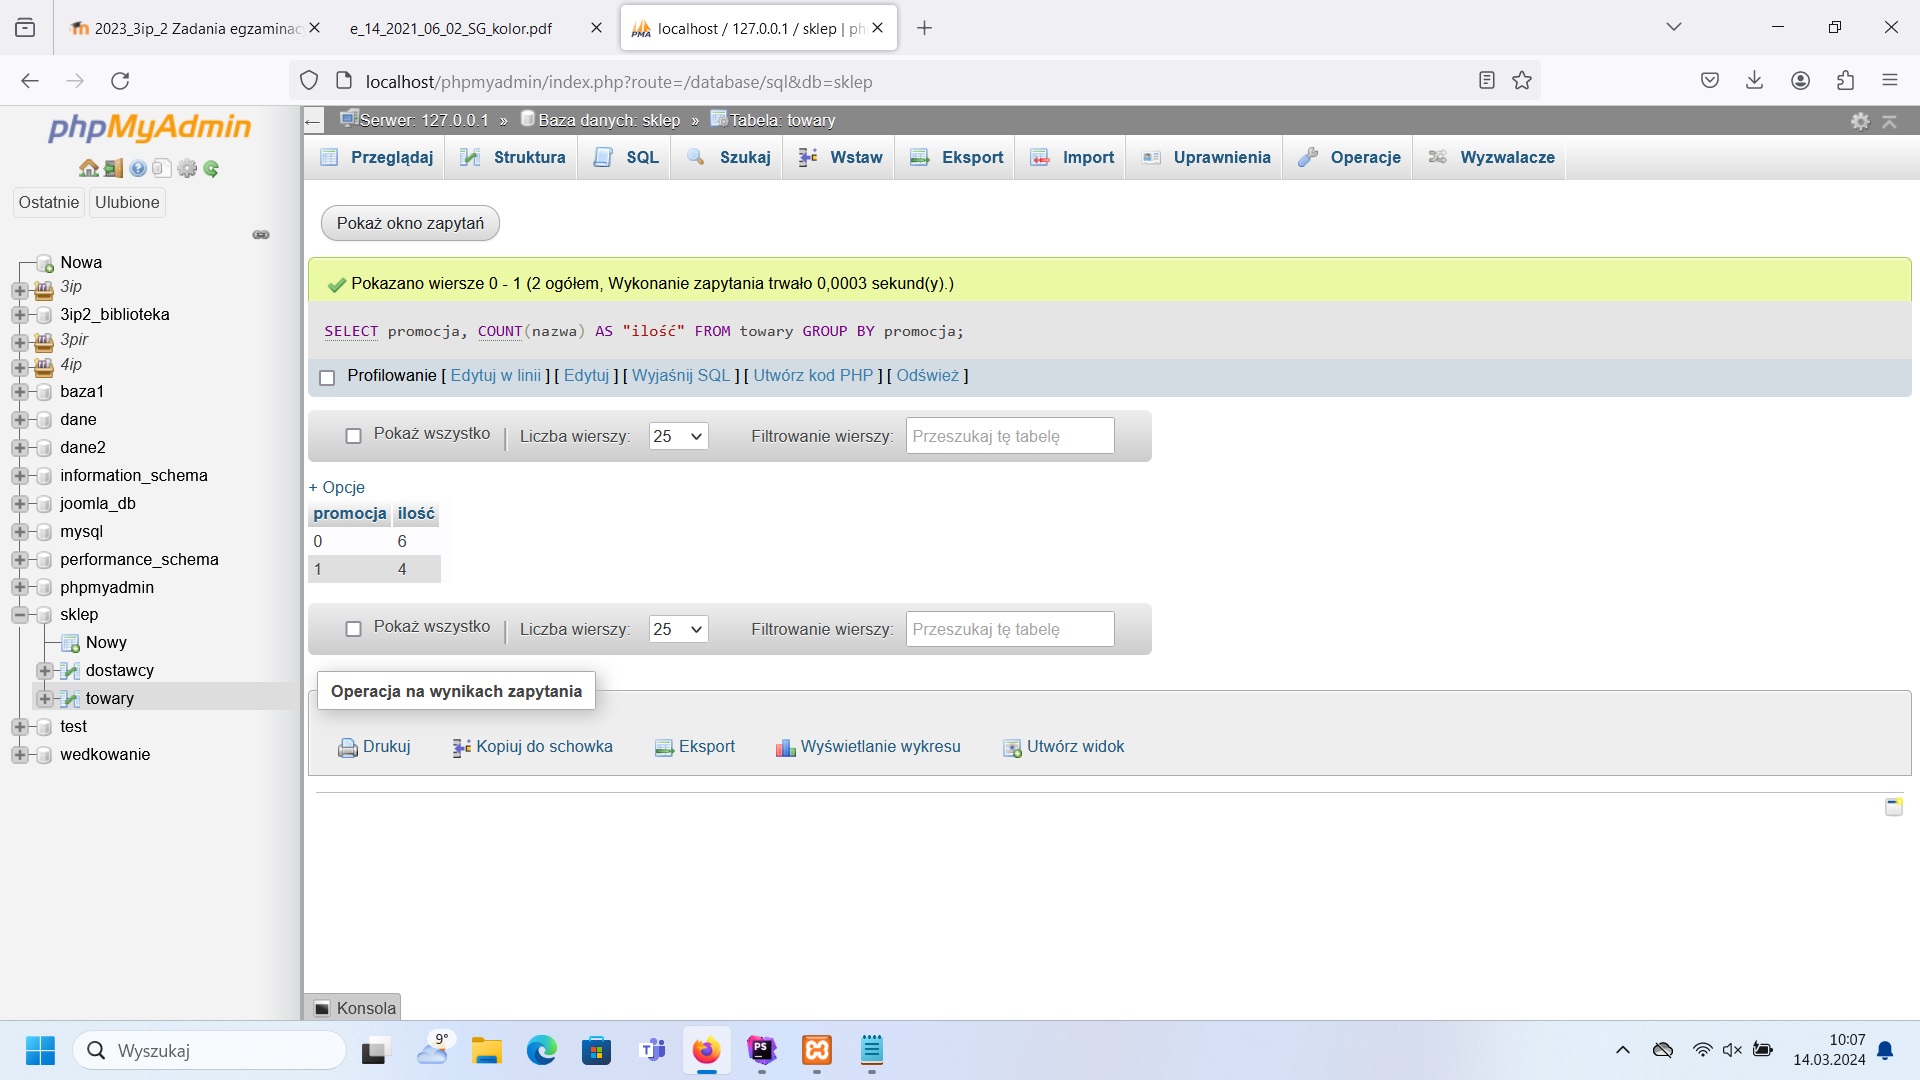 2023_3ip_2 Zadania egzaminac
e_14_2021_06_02_SG_kolor.pdf
localhost / 127.0.0.1 / sklep | ph
localhost/phpmyadmin/index.php?route=/database/sql&db=sklep
phpMyAdmin
Ostatnie
Ulubione
Nowa
3ip
3ip2_biblioteka
3pir
4ip
baza1
dane
dane2
information_schema
joomla_db
mysql
performance_schema
phpmyadmin
sklep
Nowy
dostawcy
towary
test
wedkowanie
Serwer: 127.0.0.1 » Baza danych: sklep » Tabela: towary
Przeglądaj Struktura SQL Szukaj Wstaw Eksport Import Uprawnienia Operacje Wyzwalacze
Pokaż okno zapytań
Pokazano wiersze 0 - 1 (2 ogółem, Wykonanie zapytania trwało 0,0003 sekund(y).)
SELECT promocja, COUNT(nazwa) AS "ilość" FROM towary GROUP BY promocja;
Profilowanie [ Edytuj w linii ] [ Edytuj ] [ Wyjaśnij SQL ] [ Utwórz kod PHP ] [ Odśwież ]
Pokaż wszystko | Liczba wierszy: 25 Filtrowanie wierszy: Przeszukaj tę tabelę
+ Opcje
promocja ilość
0 6
1 4
Pokaż wszystko | Liczba wierszy: 25 Filtrowanie wierszy: Przeszukaj tę tabelę
Operacja na wynikach zapytania
Drukuj Kopiuj do schowka Eksport Wyświetlanie wykresu Utwórz widok
Konsola
Wyszukaj
9°
PS
10:07
14.03.2024